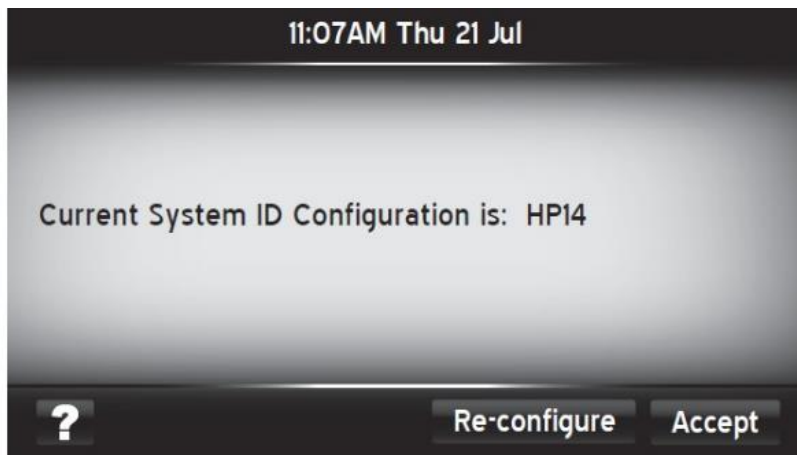 11:07AM Thu 21 Jul
Current System ID Configuration is: HP14
? Re-configure Accept